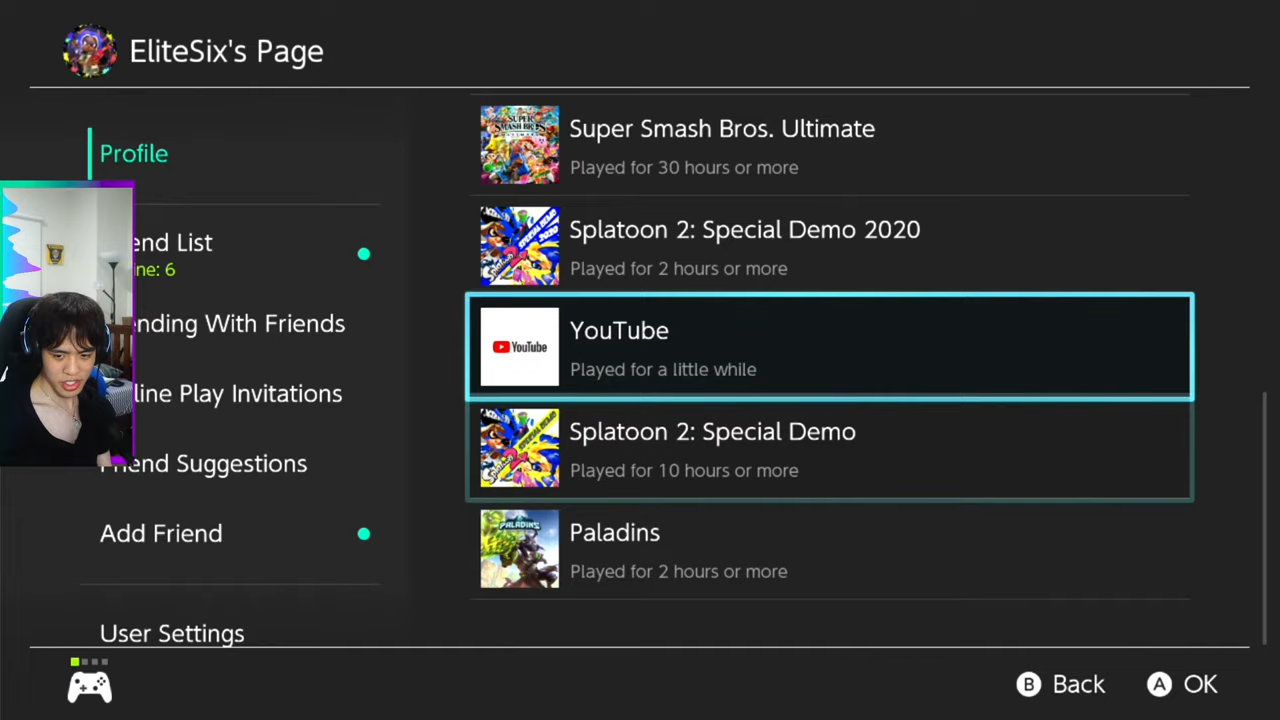 EliteSix's Page
Profile
end List
ne: 6
ending With Friends
line Play Invitations
Friend Suggestions
Add Friend
User Settings
Super Smash Bros. Ultimate
Played for 30 hours or more
Splatoon 2: Special Demo 2020
Played for 2 hours or more
YouTube
YouTube
Played for a little while
Splatoon 2: Special Demo
Played for 10 hours or more
PALADINS
Paladins
Played for 2 hours or more
B Back
A OK